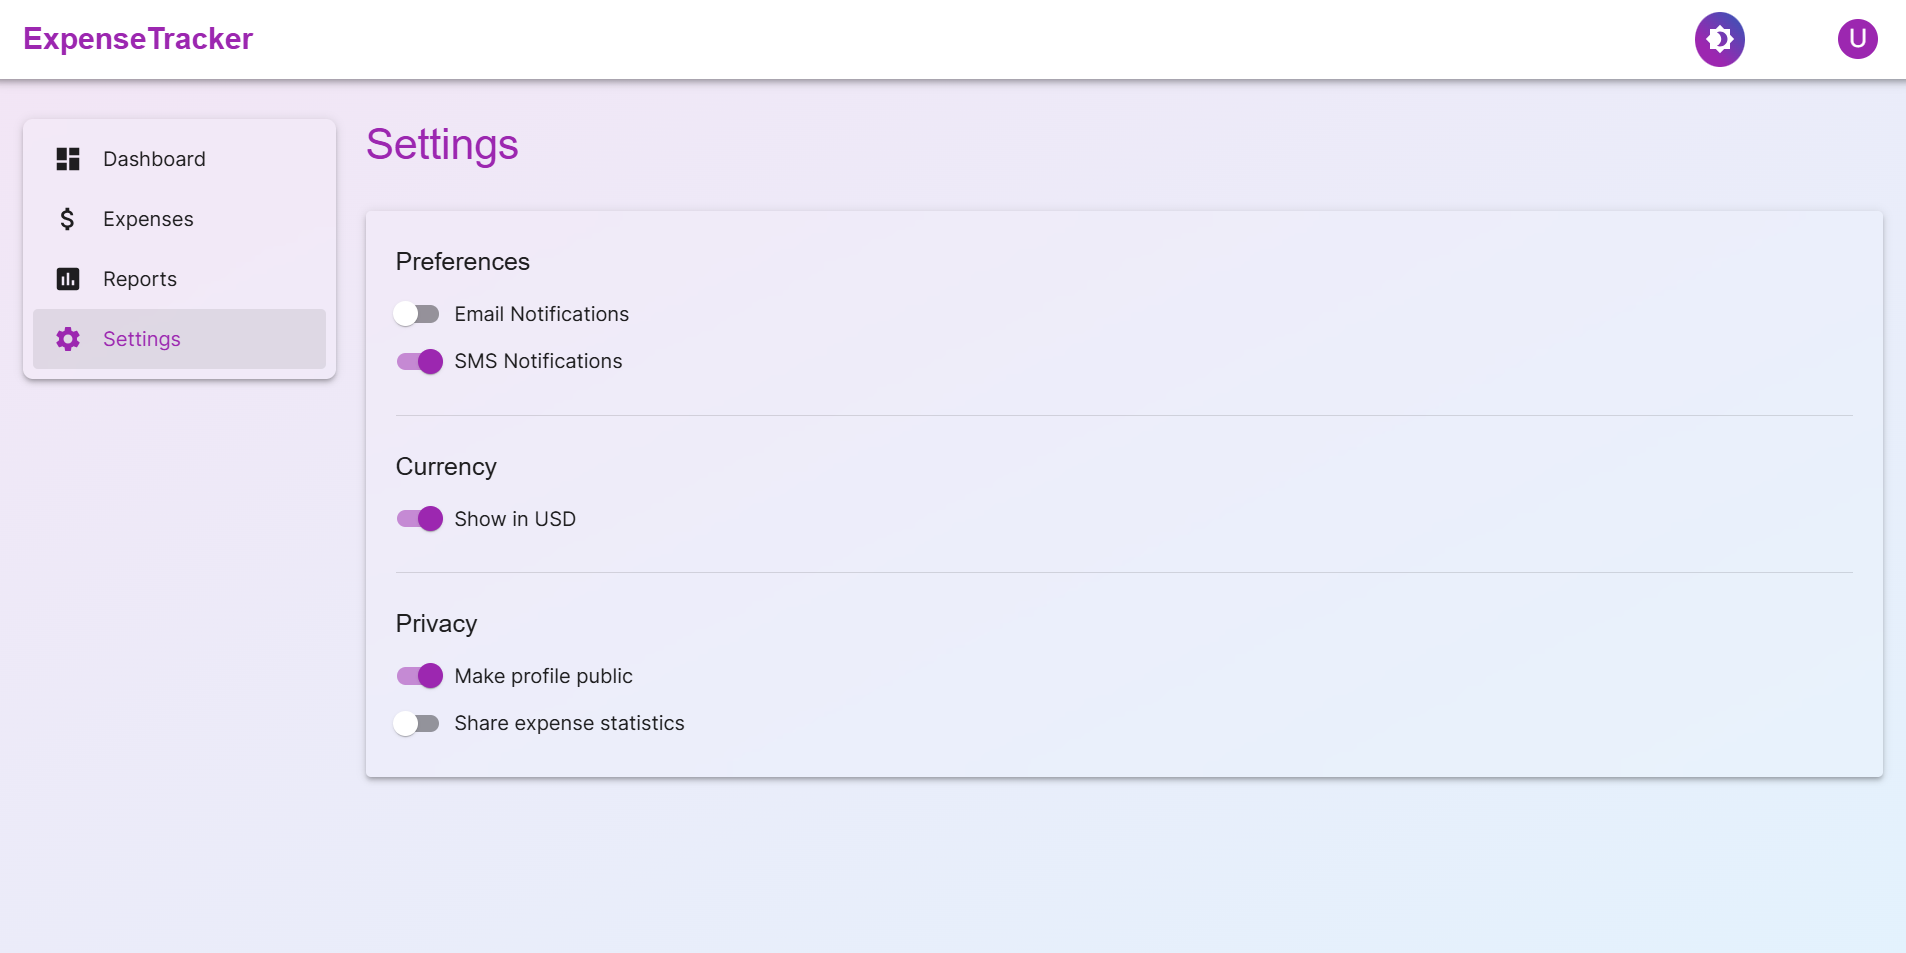 ExpenseTracker
U
Dashboard
Expenses
Reports
Settings
Settings
Preferences
Email Notifications
SMS Notifications
Currency
Show in USD
Privacy
Make profile public
Share expense statistics